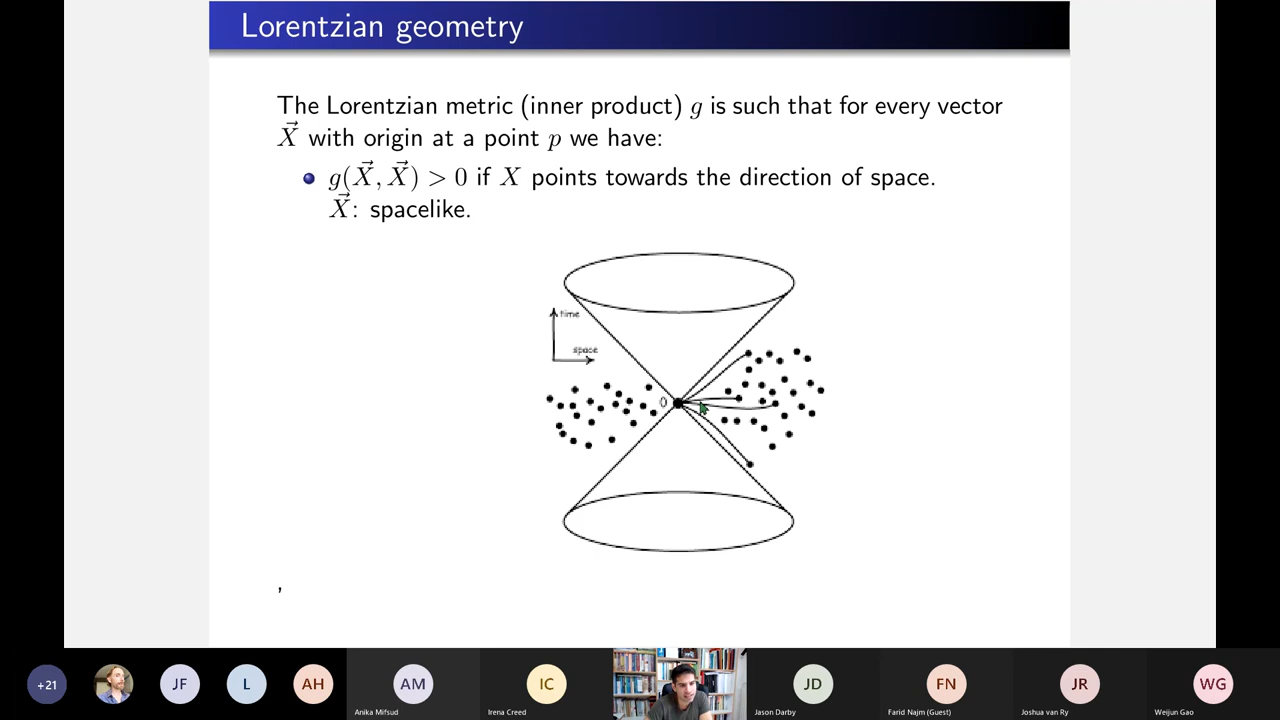 Lorentzian geometry
The Lorentzian metric (inner product) g is such that for every vector
X⃗ with origin at a point p we have:
g(X⃗, X⃗) > 0 if X points towards the direction of space.
X⃗: spacelike.
time
space
0
,
+21
JF
L
AH
AM
IC
JD
FN
JR
WG
Anika Mifsud
Irena Creed
Jason Darby
Farid Najm (Guest)
Joshua van Ry
Weijun Gao